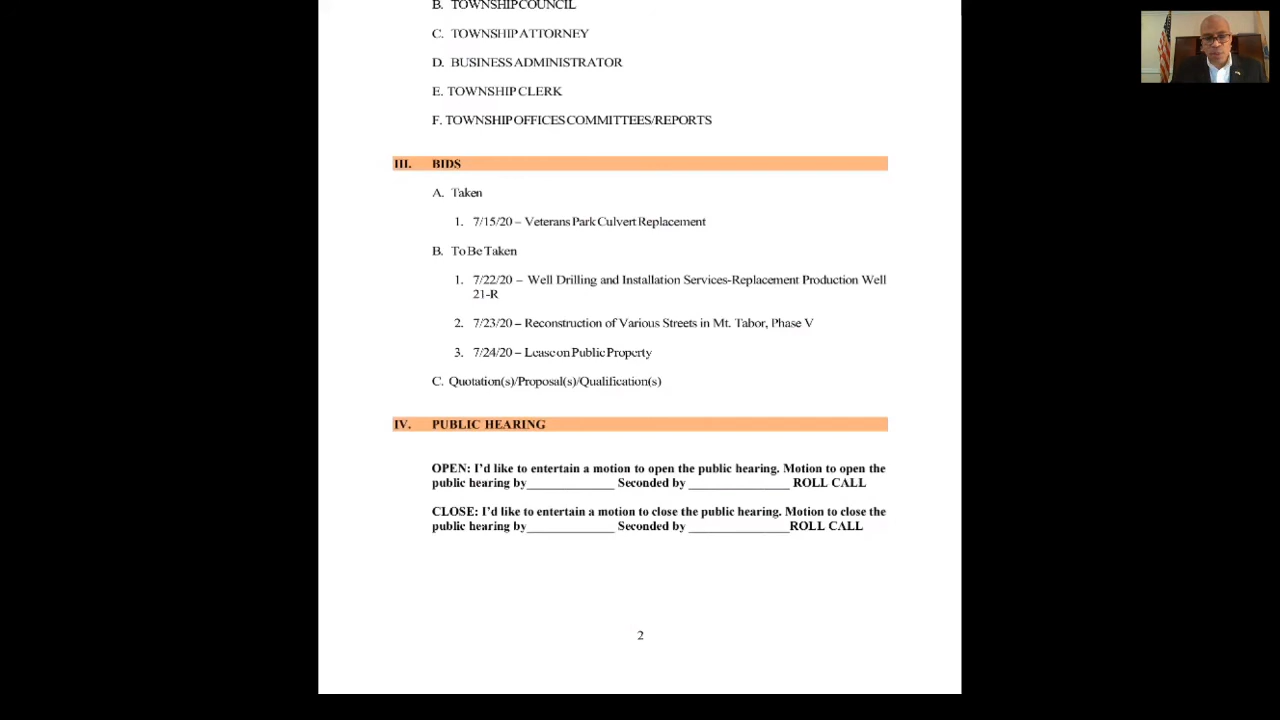 B. TOWNSHIP COUNCIL
C. TOWNSHIP ATTORNEY
D. BUSINESS ADMINISTRATOR
E. TOWNSHIP CLERK
F. TOWNSHIP OFFICES COMMITTEES/REPORTS
III. BIDS
A. Taken
1. 7/15/20 – Veterans Park Culvert Replacement
B. To Be Taken
1. 7/22/20 – Well Drilling and Installation Services-Replacement Production Well
21-R
2. 7/23/20 – Reconstruction of Various Streets in Mt. Tabor, Phase V
3. 7/24/20 – Lease on Public Property
C. Quotation(s)/Proposal(s)/Qualification(s)
IV. PUBLIC HEARING
OPEN: I'd like to entertain a motion to open the public hearing. Motion to open the
public hearing by______________ Seconded by ________________ ROLL CALL
CLOSE: I'd like to entertain a motion to close the public hearing. Motion to close the
public hearing by______________ Seconded by ________________ROLL CALL
2